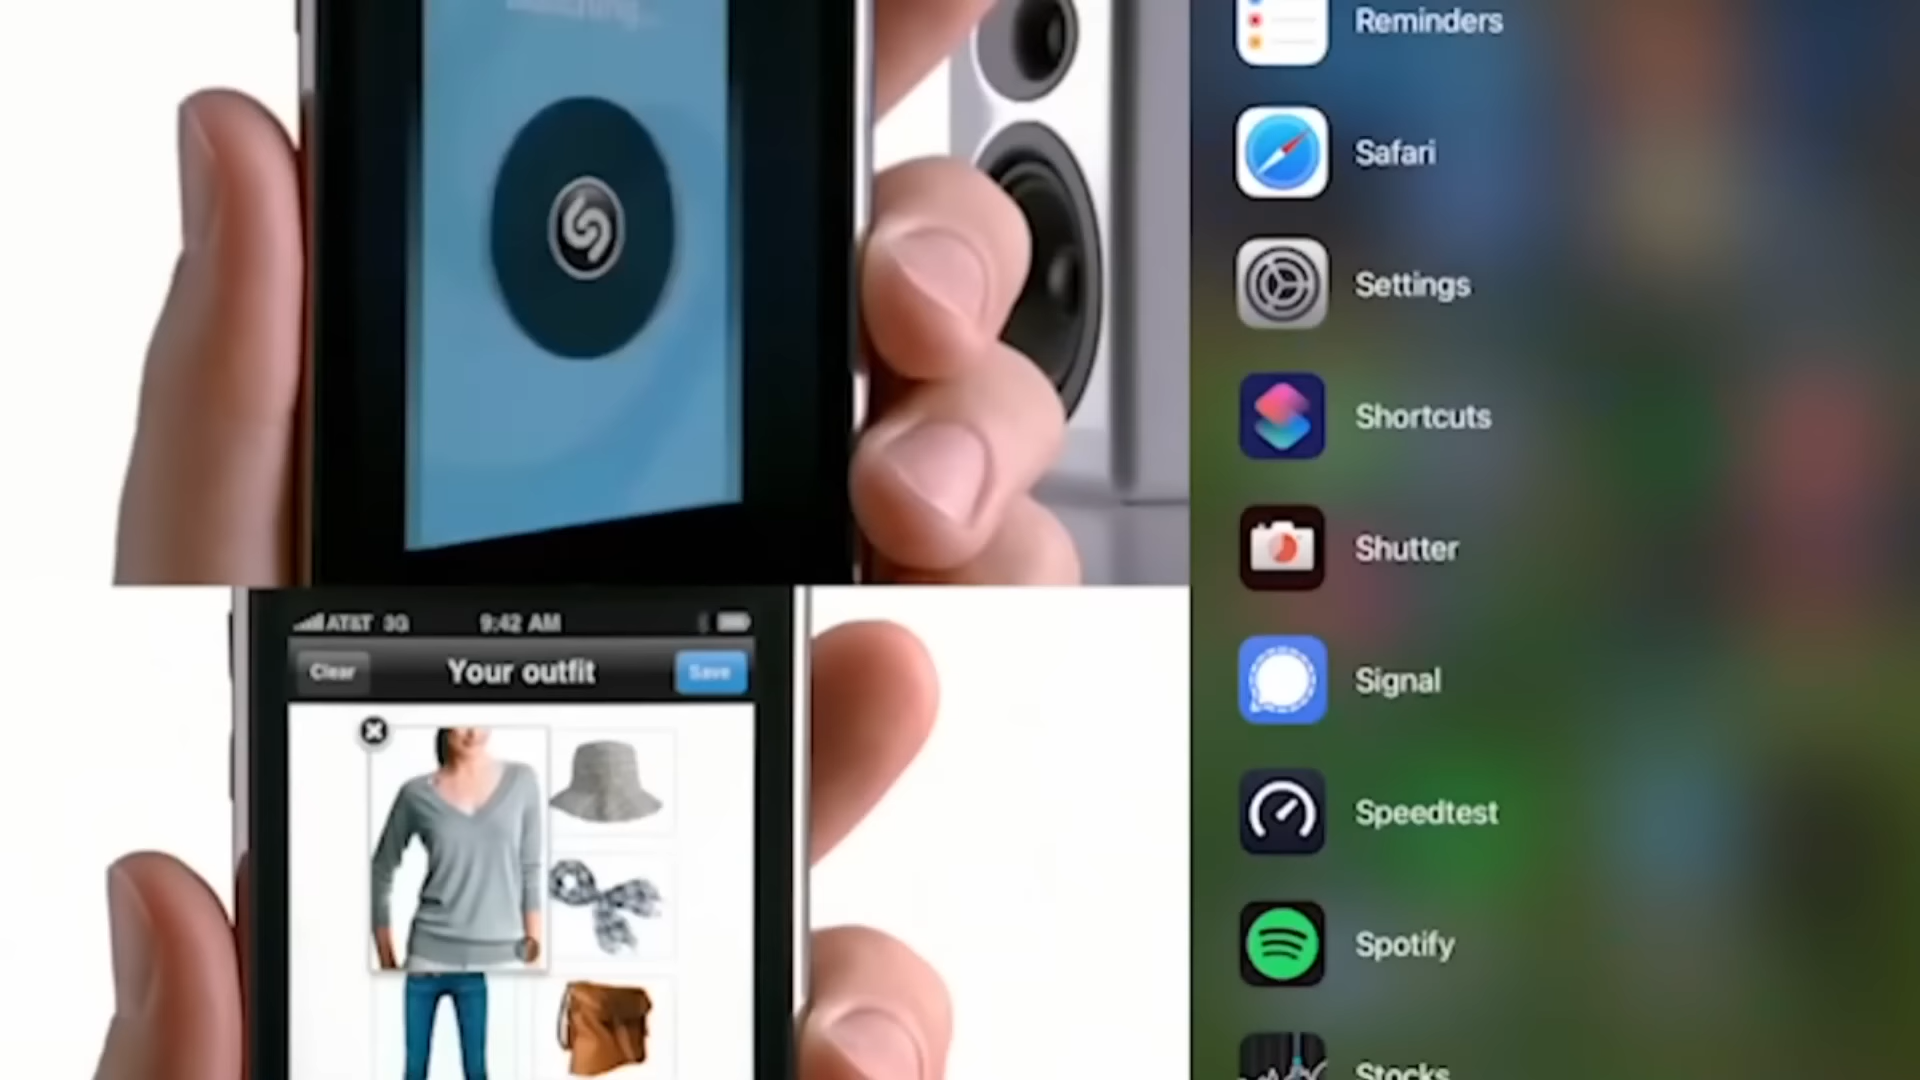 Reminders
Safari
Settings
Shortcuts
Shutter
Signal
Speedtest
Spotify
Stocks
AT&T 3G 9:42 AM
Clear Your outfit Save